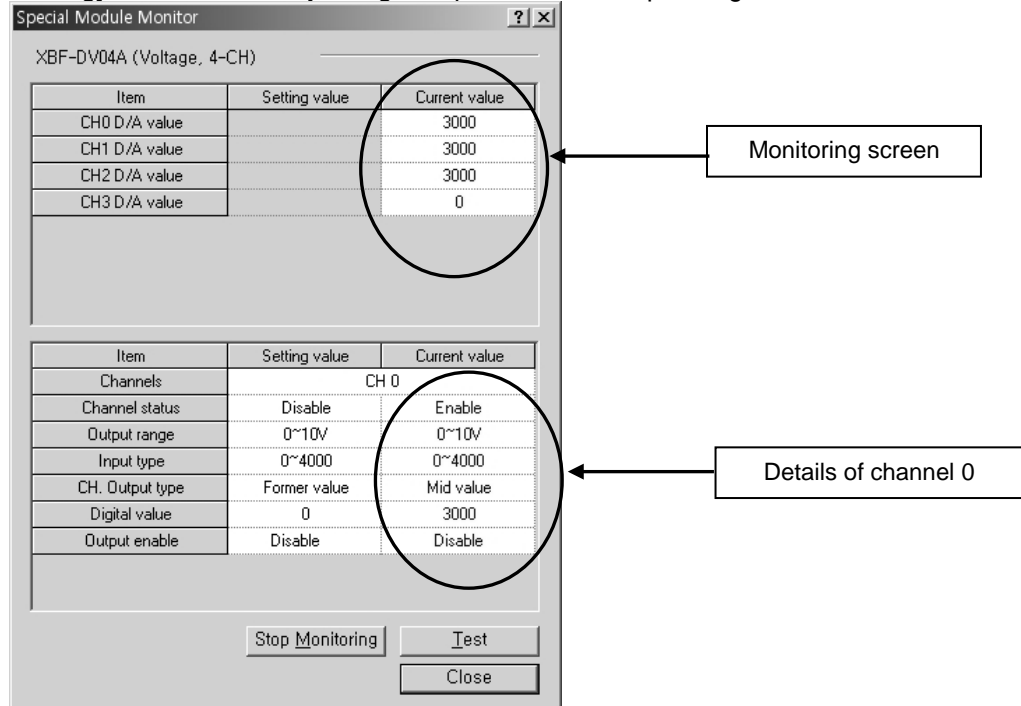 Special Module Monitor ? ×
XBF-DV04A (Voltage, 4-CH)
Item Setting value Current value
CH0 D/A value 3000
CH1 D/A value 3000
CH2 D/A value 3000
CH3 D/A value 0
Monitoring screen
Item Setting value Current value
Channels CH 0
Channel status Disable Enable
Output range 0~10V 0~10V
Input type 0~4000 0~4000
CH. Output type Former value Mid value
Digital value 0 3000
Output enable Disable Disable
Details of channel 0
Stop Monitoring Test
Close